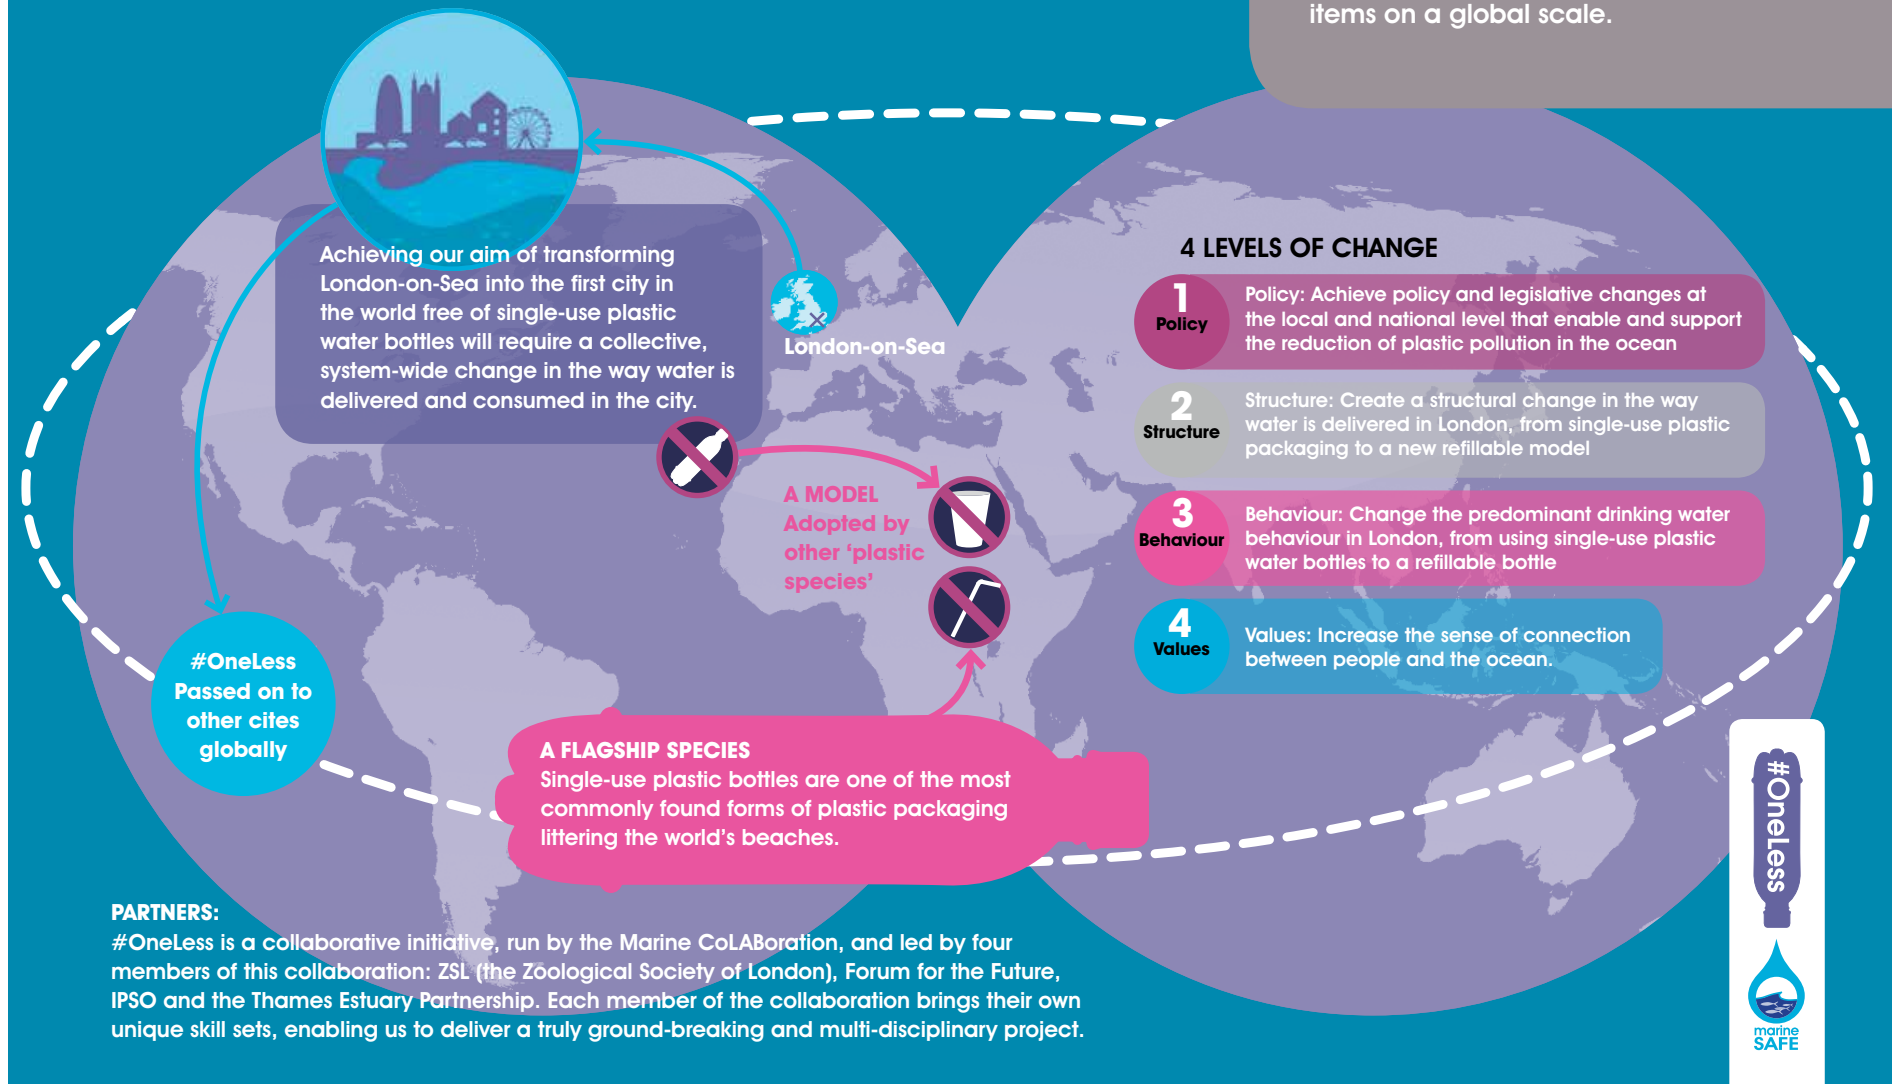 items on a global scale.
Achieving our aim of transforming
London-on-Sea into the first city in
the world free of single-use plastic
water bottles will require a collective,
system-wide change in the way water is
delivered and consumed in the city.
London-on-Sea
A MODEL
Adopted by
other ‘plastic
species’
4 LEVELS OF CHANGE
1
Policy
Policy: Achieve policy and legislative changes at
the local and national level that enable and support
the reduction of plastic pollution in the ocean
2
Structure
Structure: Create a structural change in the way
water is delivered in London, from single-use plastic
packaging to a new refillable model
3
Behaviour
Behaviour: Change the predominant drinking water
behaviour in London, from using single-use plastic
water bottles to a refillable bottle
4
Values
Values: Increase the sense of connection
between people and the ocean.
#OneLess
Passed on to
other cites
globally
A FLAGSHIP SPECIES
Single-use plastic bottles are one of the most
commonly found forms of plastic packaging
littering the world’s beaches.
PARTNERS:
#OneLess is a collaborative initiative, run by the Marine CoLABoration, and led by four
members of this collaboration: ZSL (the Zoological Society of London), Forum for the Future,
IPSO and the Thames Estuary Partnership. Each member of the collaboration brings their own
unique skill sets, enabling us to deliver a truly ground-breaking and multi-disciplinary project.
#OneLess
marine
SAFE